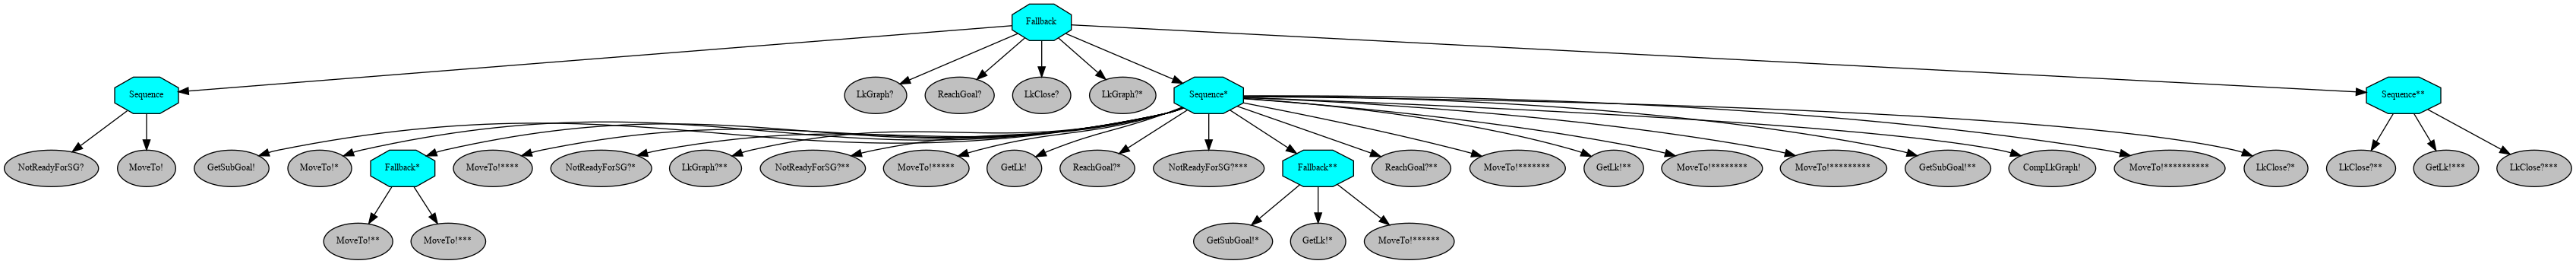 Fallback
Sequence
LkGraph?
ReachGoal?
LkClose?
LkGraph?*
Sequence*
Sequence**
NotReadyForSG?
MoveTo!
GetSubGoal!
MoveTo!*
Fallback*
MoveTo!****
NotReadyForSG?*
LkGraph?**
NotReadyForSG?**
MoveTo!*****
GetLk!
ReachGoal?*
NotReadyForSG?***
Fallback**
ReachGoal?**
MoveTo!*******
GetLk!**
MoveTo!********
MoveTo!*********
GetSubGoal!**
CompLkGraph!
MoveTo!**********
LkClose?*
LkClose?**
GetLk!***
LkClose?***
MoveTo!**
MoveTo!***
GetSubGoal!*
GetLk!*
MoveTo!******